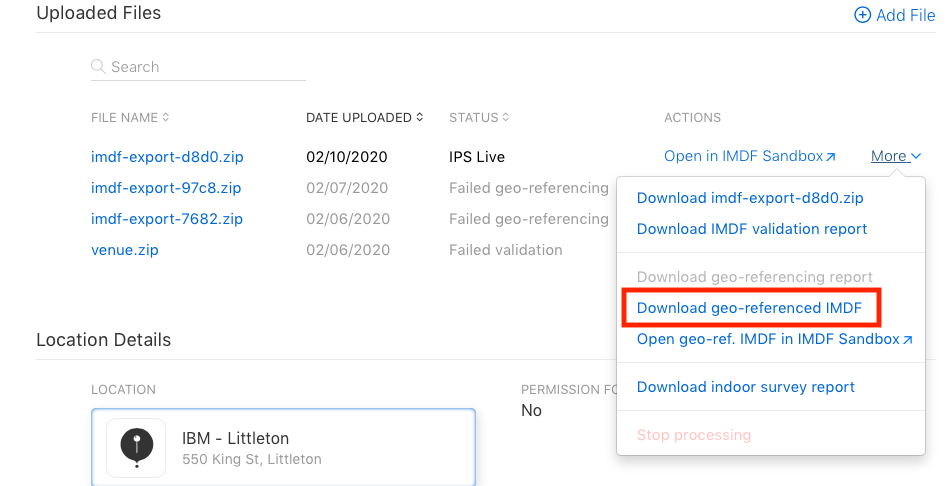 Uploaded Files
Add File
Search
FILE NAME DATE UPLOADED STATUS ACTIONS
imdf-export-d8d0.zip 02/10/2020 IPS Live Open in IMDF Sandbox More
imdf-export-97c8.zip 02/07/2020 Failed geo-referencing
imdf-export-7682.zip 02/06/2020 Failed geo-referencing
venue.zip 02/06/2020 Failed validation
Download imdf-export-d8d0.zip
Download IMDF validation report
Download geo-referencing report
Download geo-referenced IMDF
Open geo-ref. IMDF in IMDF Sandbox
Download indoor survey report
Stop processing
Location Details
LOCATION
IBM - Littleton
550 King St, Littleton
PERMISSION
No